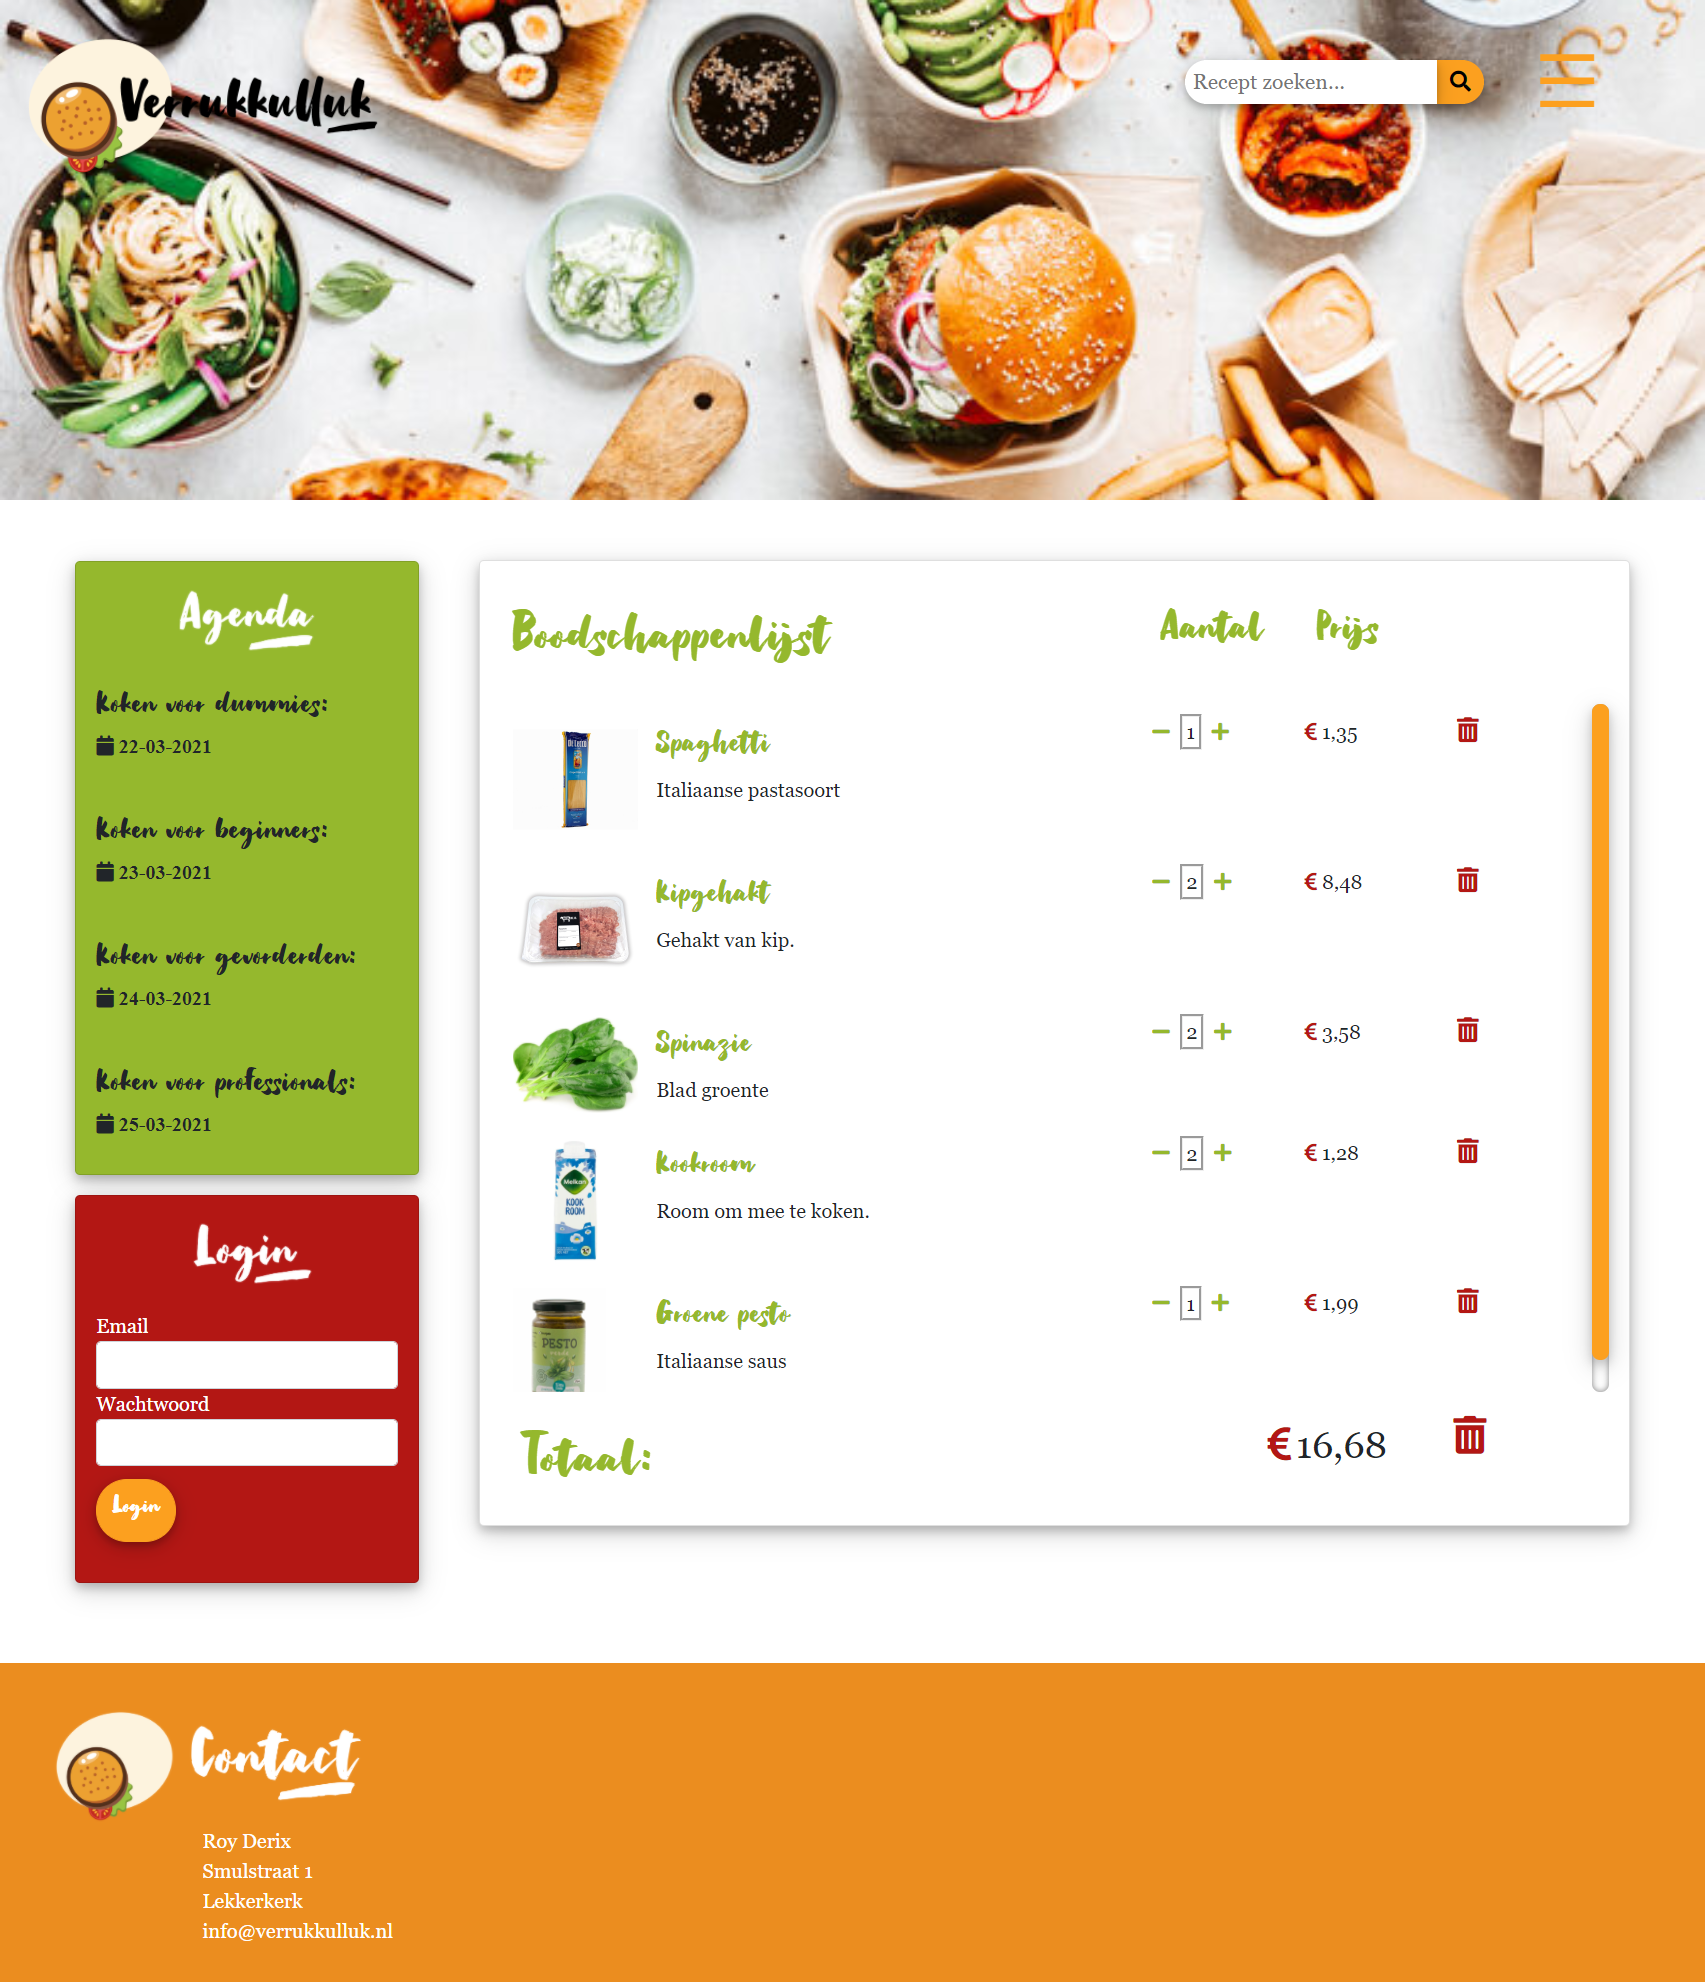 Verrukkulluk
Recept zoeken...
Agenda
Koken voor dummies:
22-03-2021
Koken voor beginners:
23-03-2021
Koken voor gevorderden:
24-03-2021
Koken voor professionals:
25-03-2021
Login
Email
Wachtwoord
Login
Boodschappenlijst Aantal Prijs
Spaghetti − 1 + € 1,35
Italiaanse pastasoort
Kipgehakt − 2 + € 8,48
Gehakt van kip.
Spinazie − 2 + € 3,58
Blad groente
Kookroom − 2 + € 1,28
Room om mee te koken.
Melkan
KOOK
ROOM
Groene pesto − 1 + € 1,99
Italiaanse saus
PESTO
Totaal: €16,68
Contact
Roy Derix
Smulstraat 1
Lekkerkerk
info@verrukkulluk.nl